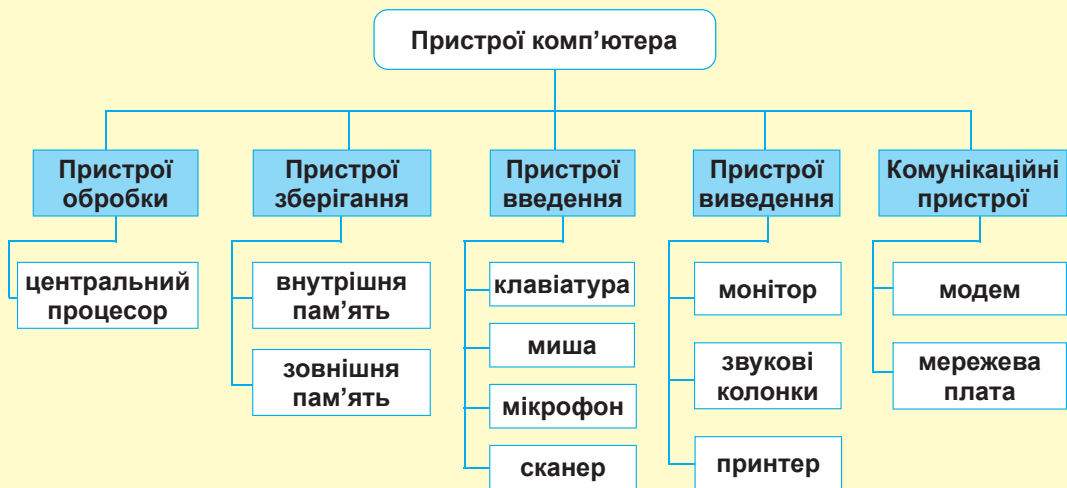 Пристрої комп’ютера
Пристрої
обробки
центральний
процесор
Пристрої
зберігання
внутрішня
пам’ять
зовнішня
пам’ять
Пристрої
введення
клавіатура
миша
мікрофон
сканер
Пристрої
виведення
монітор
звукові
колонки
принтер
Комунікаційні
пристрої
модем
мережева
плата